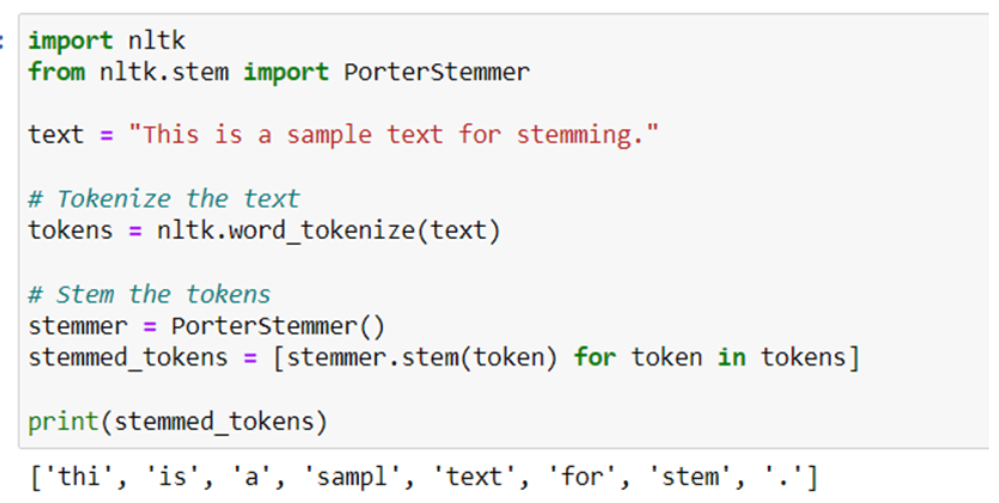 import nltk
from nltk.stem import PorterStemmer
text = "This is a sample text for stemming."
# Tokenize the text
tokens = nltk.word_tokenize(text)
# Stem the tokens
stemmer = PorterStemmer()
stemmed_tokens = [stemmer.stem(token) for token in tokens]
print(stemmed_tokens)
['thi', 'is', 'a', 'sampl', 'text', 'for', 'stem', '.']